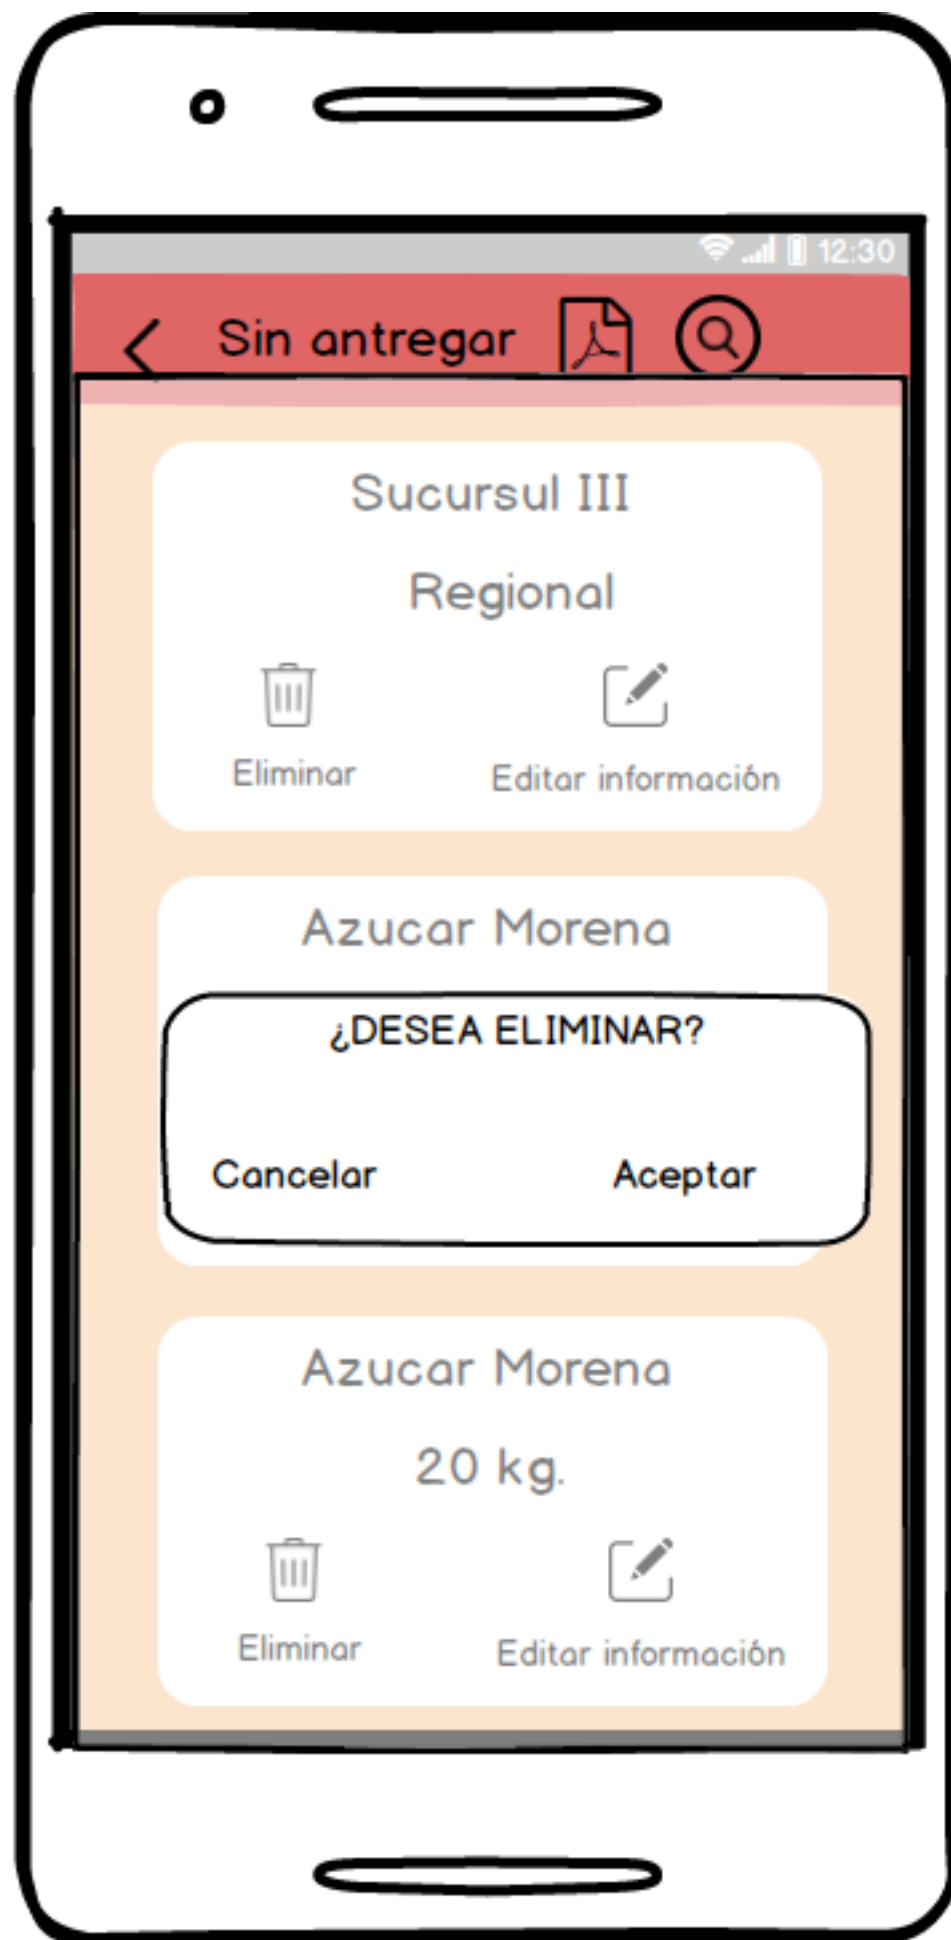 12:30
Sin antregar
Sucursul III
Regional
Eliminar Editar información
Azucar Morena
¿DESEA ELIMINAR?
Cancelar Aceptar
Azucar Morena
20 kg.
Eliminar Editar información